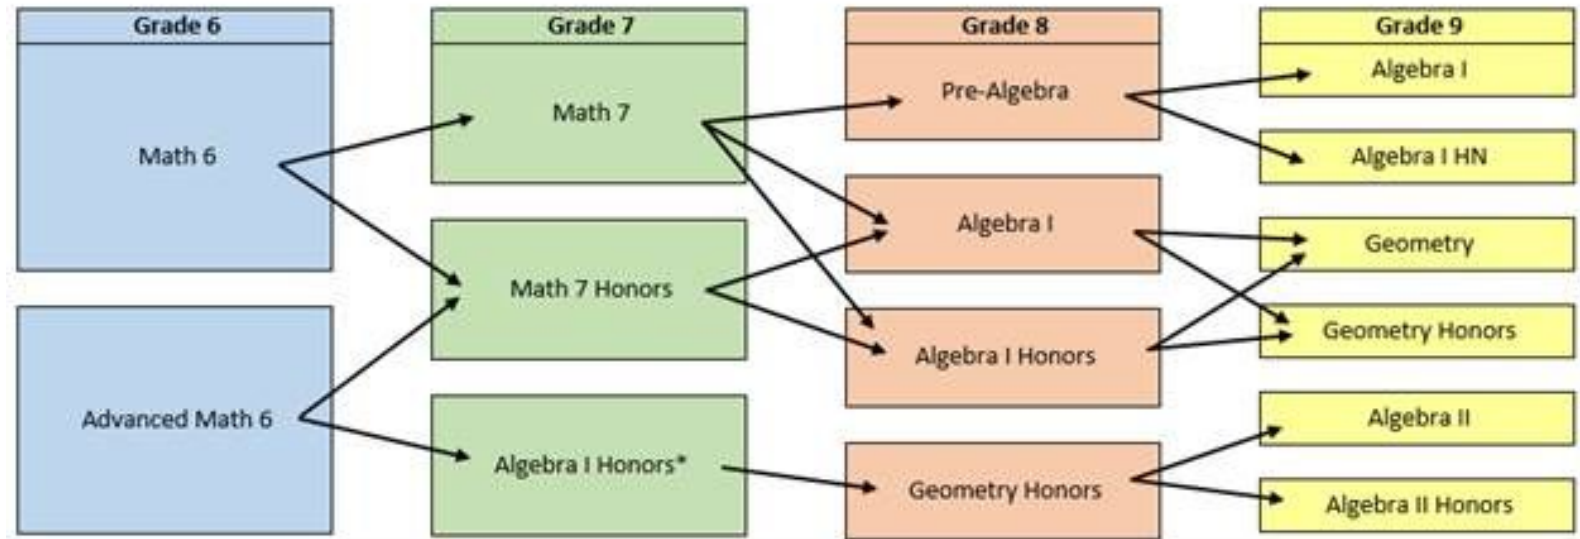 Grade 6
Math 6
Advanced Math 6
Grade 7
Math 7
Math 7 Honors
Algebra I Honors*
Grade 8
Pre-Algebra
Algebra I
Algebra I Honors
Geometry Honors
Grade 9
Algebra I
Algebra I HN
Geometry
Geometry Honors
Algebra II
Algebra II Honors